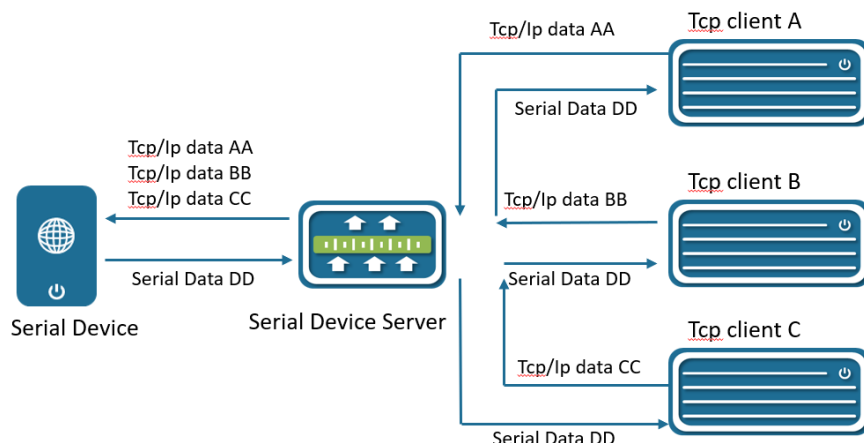 Tcp client A
Tcp/Ip data AA
Serial Data DD
Tcp/Ip data AA
Tcp/Ip data BB
Tcp/Ip data CC
Serial Data DD
Serial Device
Serial Device Server
Tcp client B
Tcp/Ip data BB
Serial Data DD
Tcp client C
Tcp/Ip data CC
Serial Data DD